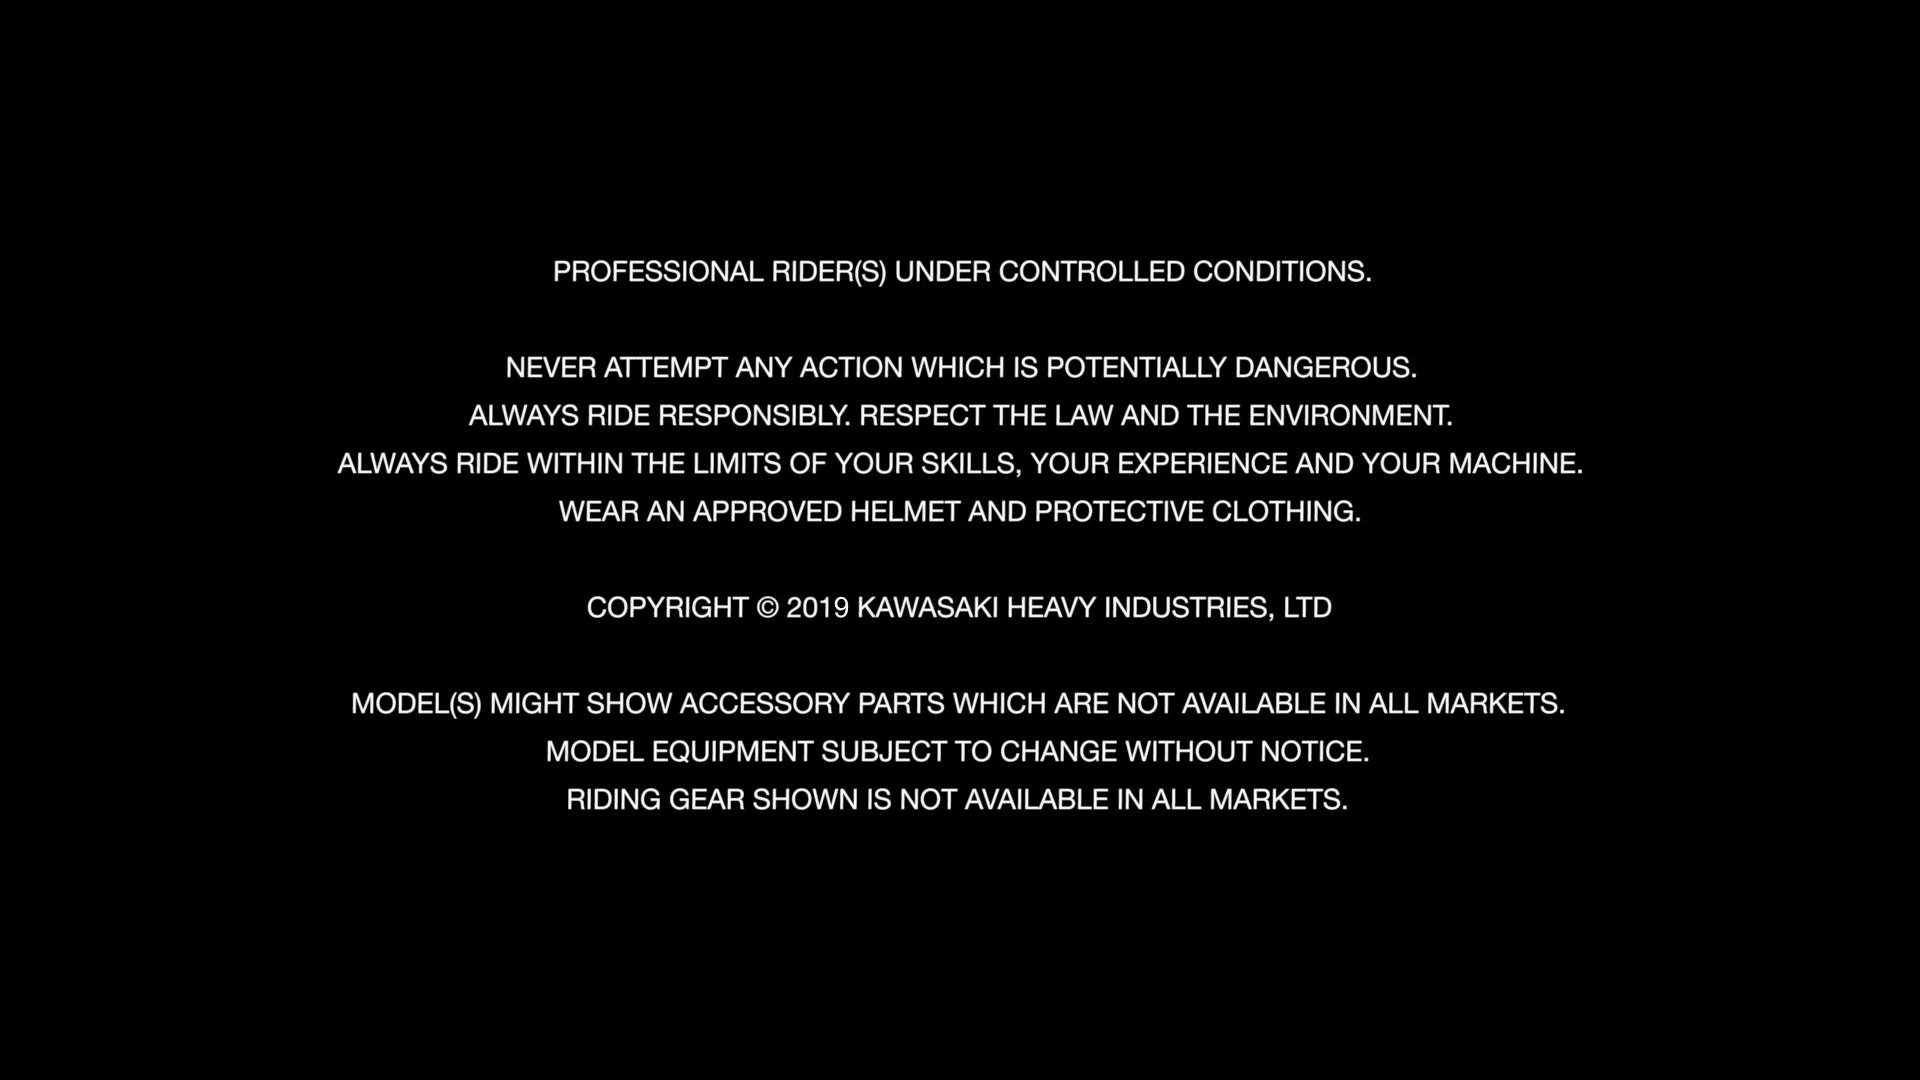 PROFESSIONAL RIDER(S) UNDER CONTROLLED CONDITIONS.
NEVER ATTEMPT ANY ACTION WHICH IS POTENTIALLY DANGEROUS.
ALWAYS RIDE RESPONSIBLY. RESPECT THE LAW AND THE ENVIRONMENT.
ALWAYS RIDE WITHIN THE LIMITS OF YOUR SKILLS, YOUR EXPERIENCE AND YOUR MACHINE.
WEAR AN APPROVED HELMET AND PROTECTIVE CLOTHING.
COPYRIGHT © 2019 KAWASAKI HEAVY INDUSTRIES, LTD
MODEL(S) MIGHT SHOW ACCESSORY PARTS WHICH ARE NOT AVAILABLE IN ALL MARKETS.
MODEL EQUIPMENT SUBJECT TO CHANGE WITHOUT NOTICE.
RIDING GEAR SHOWN IS NOT AVAILABLE IN ALL MARKETS.